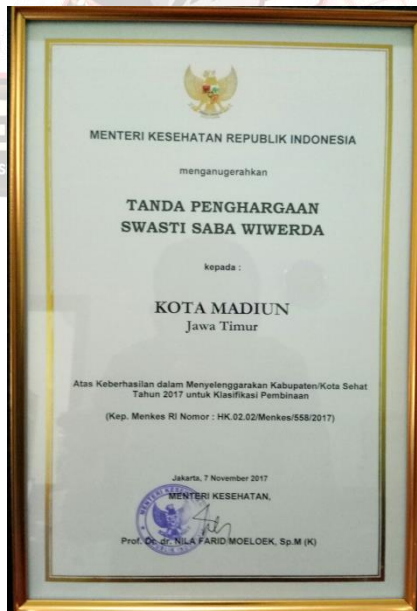 MENTERI KESEHATAN REPUBLIK INDONESIA
menganugerahkan
TANDA PENGHARGAAN
SWASTI SABA WIWERDA
kepada :
KOTA MADIUN
Jawa Timur
Atas Keberhasilan dalam Menyelenggarakan Kabupaten/Kota Sehat
Tahun 2017 untuk Klasifikasi Pembinaan
(Kep. Menkes RI Nomor : HK.02.02/Menkes/558/2017)
Jakarta, 7 November 2017
MENTERI KESEHATAN,
Prof. Dr. dr. NILA FARID MOELOEK, Sp.M (K)